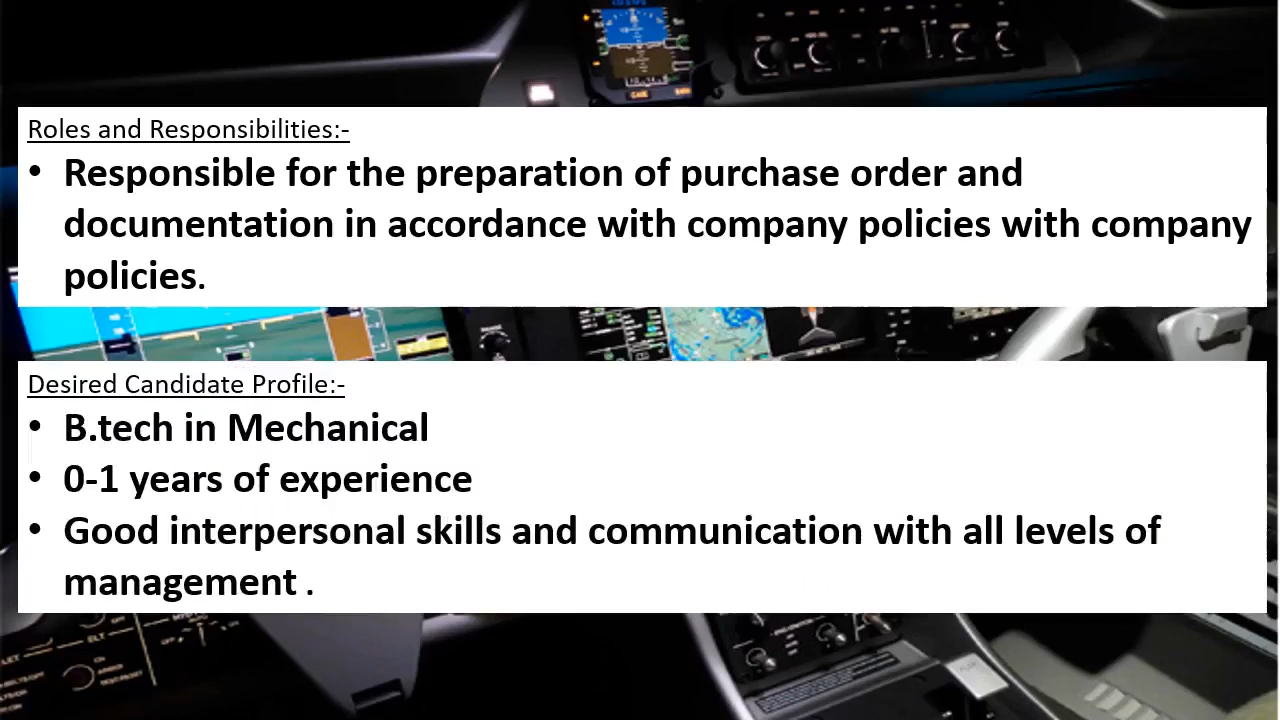 Roles and Responsibilities:-
• Responsible for the preparation of purchase order and
documentation in accordance with company policies with company
policies.
Desired Candidate Profile:-
• B.tech in Mechanical
• 0-1 years of experience
• Good interpersonal skills and communication with all levels of
management .
ELT